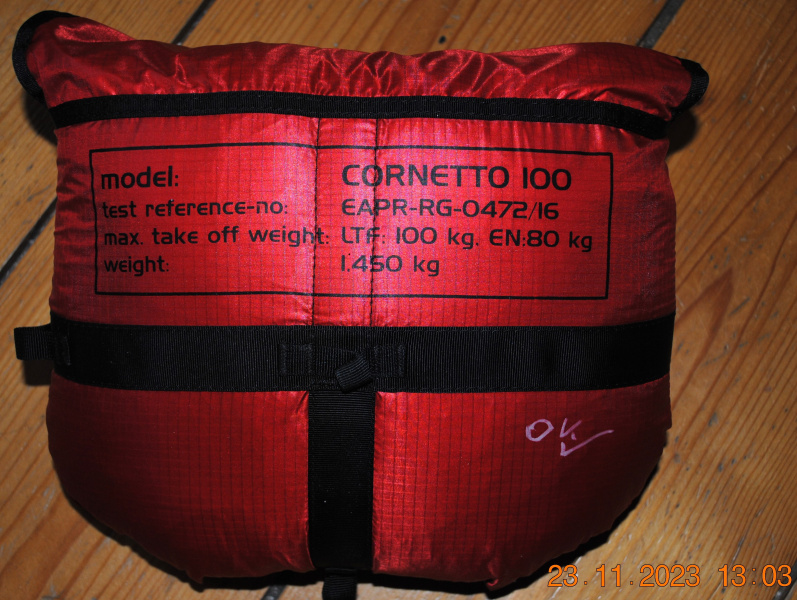 model: CORNETTO 100
test reference-no: EAPR-RG-0472/16
max. take off weight: LTF: 100 kg. EN:80 kg
weight: 1.450 kg
OK
23.11.2023 13:03